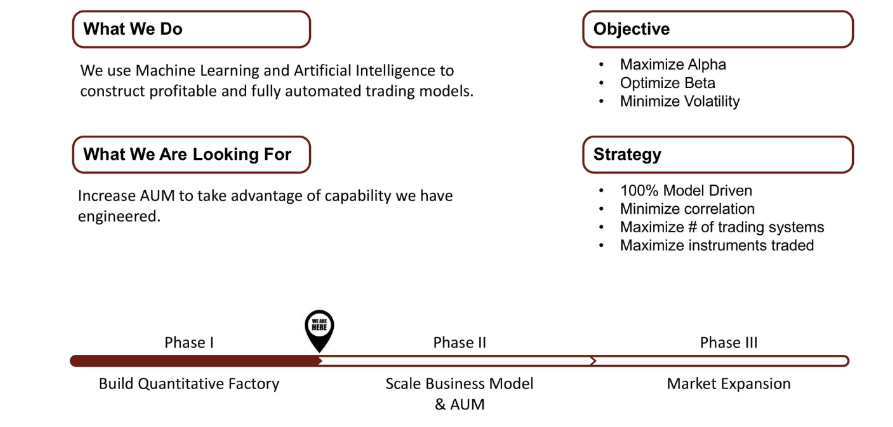 What We Do
We use Machine Learning and Artificial Intelligence to
construct profitable and fully automated trading models.
Objective
• Maximize Alpha
• Optimize Beta
• Minimize Volatility
What We Are Looking For
Increase AUM to take advantage of capability we have
engineered.
Strategy
• 100% Model Driven
• Minimize correlation
• Maximize # of trading systems
• Maximize instruments traded
WE ARE
HERE
Phase I
Phase II
Phase III
Build Quantitative Factory
Scale Business Model
& AUM
Market Expansion